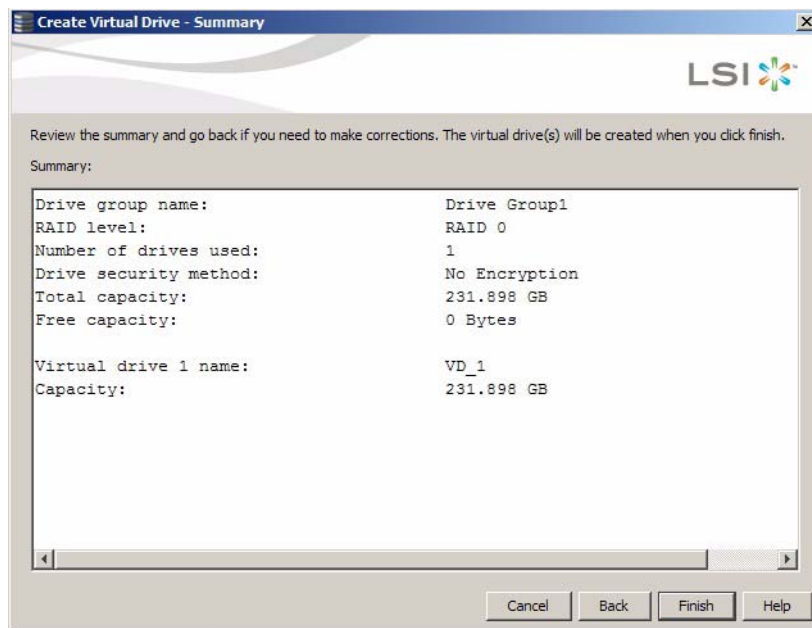 Create Virtual Drive - Summary
LSI
Review the summary and go back if you need to make corrections. The virtual drive(s) will be created when you click finish.
Summary:
Drive group name: Drive Group1
RAID level: RAID 0
Number of drives used: 1
Drive security method: No Encryption
Total capacity: 231.898 GB
Free capacity: 0 Bytes
Virtual drive 1 name: VD_1
Capacity: 231.898 GB
Cancel Back Finish Help